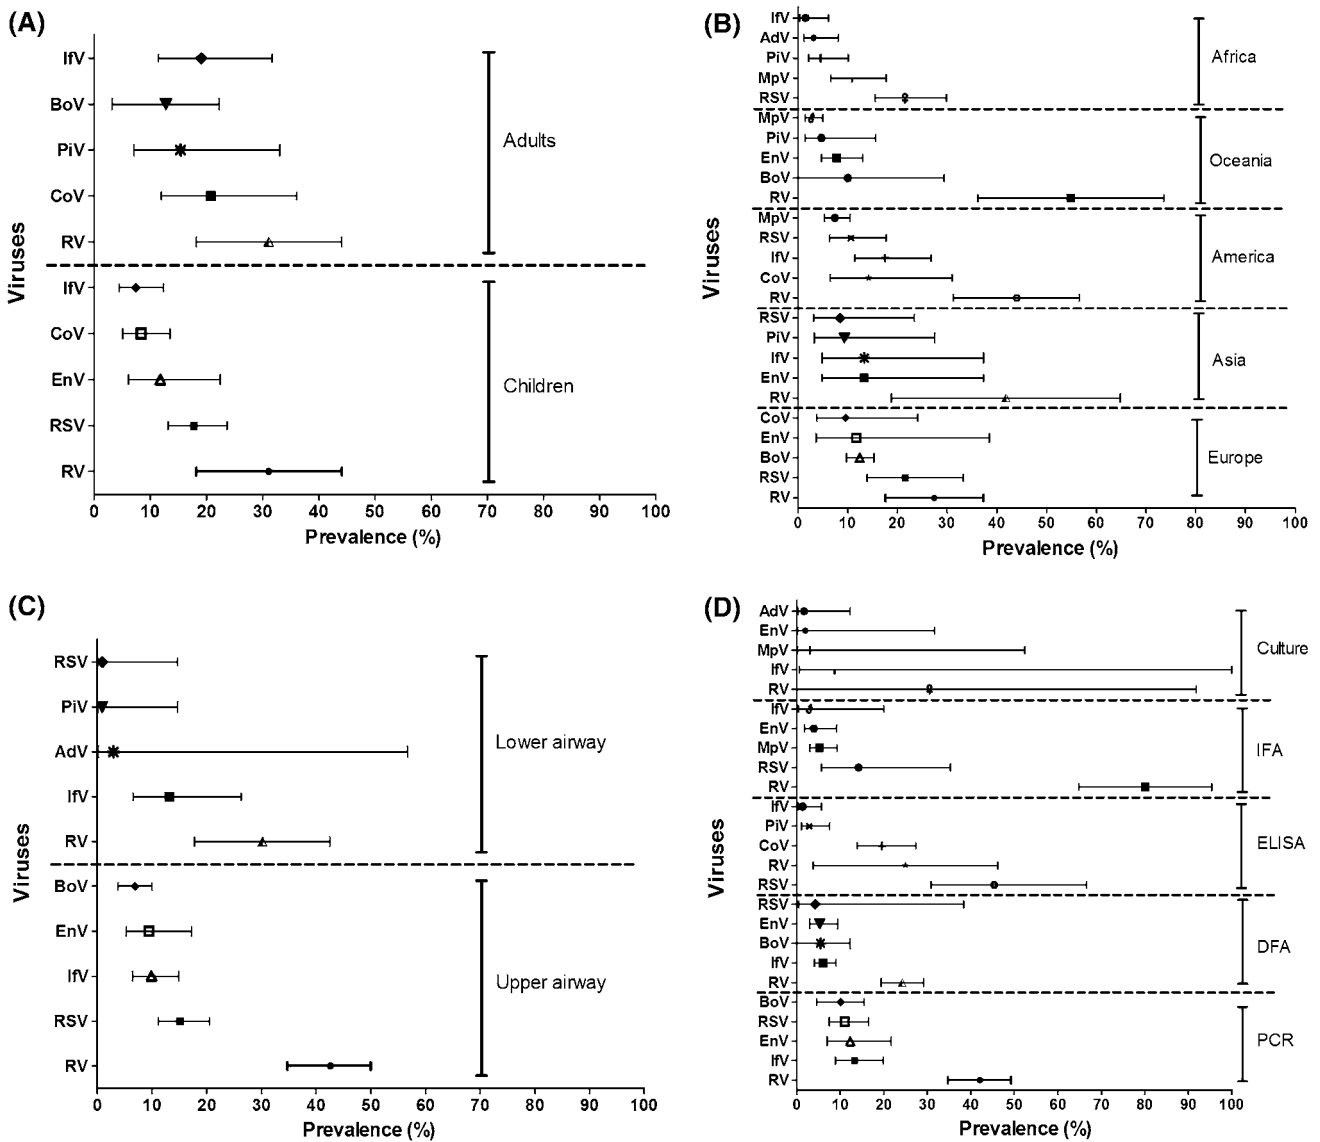 (A)
Viruses
IfV
BoV
PiV
CoV
RV
Adults
IfV
CoV
EnV
RSV
RV
Children
0 10 20 30 40 50 60 70 80 90 100
Prevalence (%)
(B)
Viruses
IfV
AdV
PiV
MpV
RSV
Africa
MpV
PiV
EnV
BoV
RV
Oceania
MpV
RSV
IfV
CoV
RV
America
RSV
PiV
IfV
EnV
RV
Asia
CoV
EnV
BoV
RSV
RV
Europe
0 10 20 30 40 50 60 70 80 90 100
Prevalence (%)
(C)
Viruses
RSV
PiV
AdV
IfV
RV
Lower airway
BoV
EnV
IfV
RSV
RV
Upper airway
0 10 20 30 40 50 60 70 80 90 100
Prevalence (%)
(D)
Viruses
AdV
EnV
MpV
IfV
RV
Culture
IfV
EnV
MpV
RSV
RV
IFA
IfV
PiV
CoV
RV
RSV
ELISA
RSV
EnV
BoV
IfV
RV
DFA
BoV
RSV
EnV
IfV
RV
PCR
0 10 20 30 40 50 60 70 80 90 100
Prevalence (%)